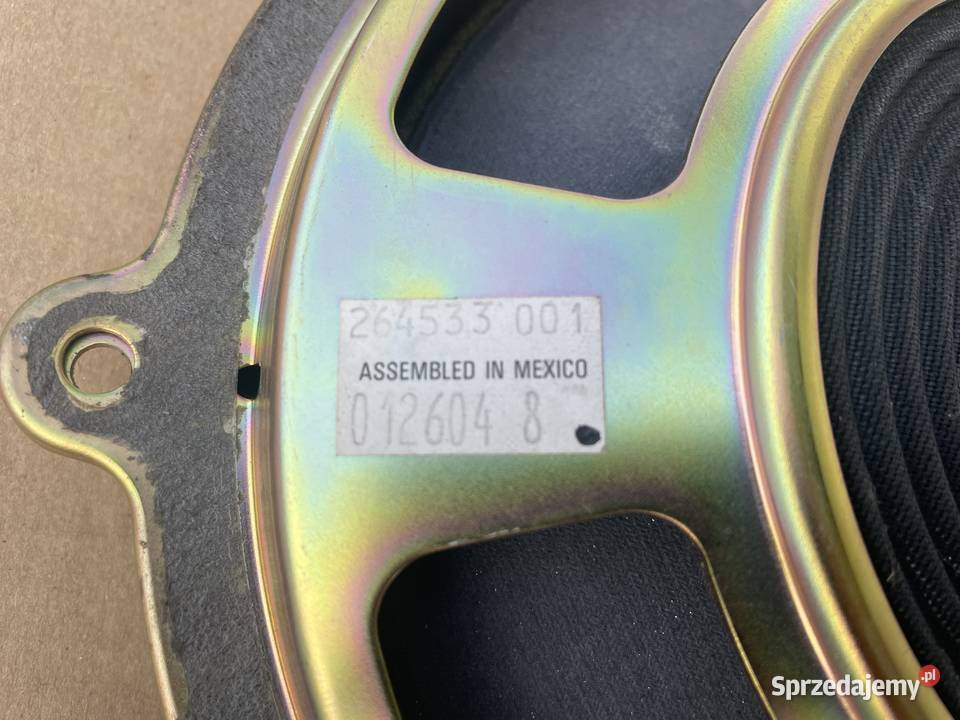 264533 001
ASSEMBLED IN MEXICO
012604 8
Sprzedajemy.pl